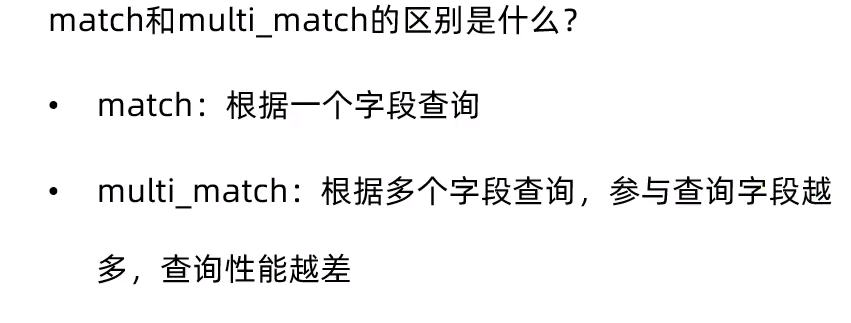 match和multi_match的区别是什么？
• match：根据一个字段查询
• multi_match：根据多个字段查询，参与查询字段越
多，查询性能越差